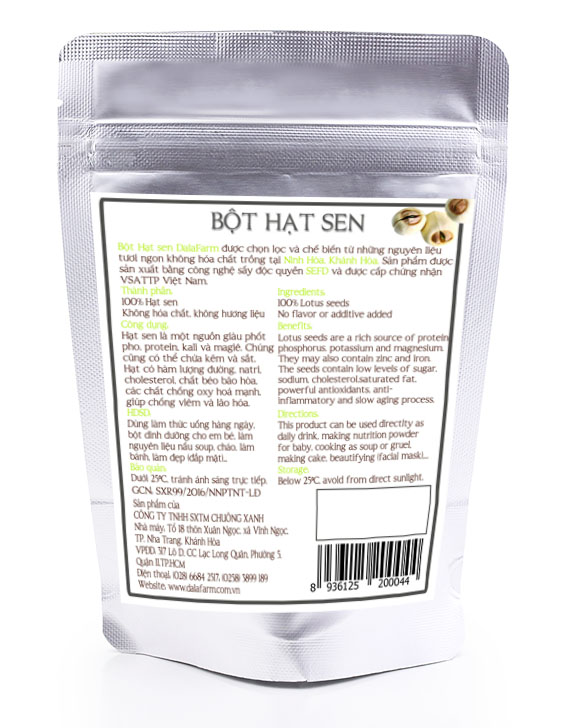 BỘT HẠT SEN
Bột Hạt sen DalaFarm được chọn lọc và chế biến từ những nguyên liệu
tươi ngon không hóa chất trồng tại Ninh Hòa, Khánh Hòa. Sản phẩm được
sản xuất bằng công nghệ sấy độc quyền SEFD và được cấp chứng nhận
VSATTP Việt Nam.
Thành phần.
100% Hạt sen
Không hóa chất, không hương liệu
Công dụng.
Hạt sen là một nguồn giàu phốt
pho, protein, kali và magiê. Chúng
cũng có thể chứa kẽm và sắt.
Hạt có hàm lượng đường, natri,
cholesterol, chất béo bão hòa,
các chất chống oxy hoá mạnh,
giúp chống viêm và lão hóa.
HDSD.
Dùng làm thức uống hàng ngày,
bột dinh dưỡng cho em bé, làm
nguyên liệu nấu soup, cháo, làm
bánh, làm đẹp (đắp mặt)...
Bảo quản.
Dưới 25ºC, tránh ánh sáng trực tiếp.
GCN: SXR99/2016/NNPTNT-LD
Ingredients.
100% Lotus seeds
No flavor or additive added
Benefits.
Lotus seeds are a rich source of protein
phosphorus, potassium and magnesium.
They may also contain zinc and iron.
The seeds contain low levels of sugar,
sodium, cholesterol,saturated fat,
powerful antioxidants, anti-
inflammatory and slow aging process.
Directions.
This product can be used directly as
daily drink, making nutrition powder
for baby, cooking as soup or gruel,
making cake, beautifying (facial mask)...
Storage.
Below 25ºC, avoid from direct sunlight.
Sản phẩm của
CÔNG TY TNHH SXTM CHUỒNG XANH
Nhà máy, Tổ 18 thôn Xuân Ngọc, xã Vĩnh Ngọc,
TP. Nha Trang, Khánh Hòa
VPĐD. 317 Lô D, CC Lạc Long Quân, Phường 5,
Quận 11.TP.HCM
Điện thoại. (028) 6684 2517, (0258) 3899 189
Website. www.dalafarm.com.vn
8 936125 200044